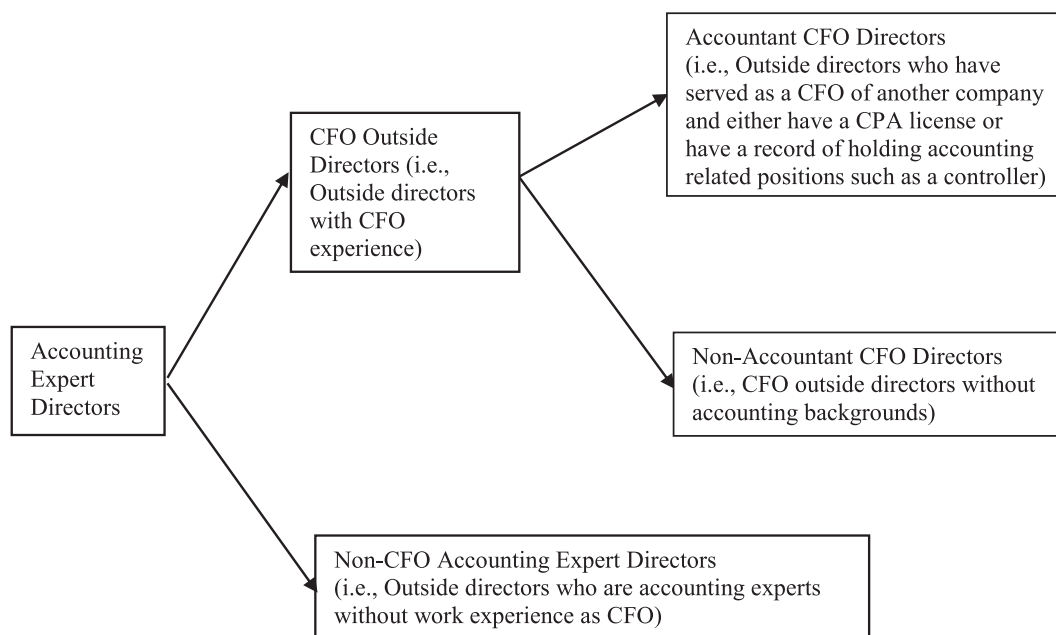 Accountant CFO Directors
(i.e., Outside directors who have
served as a CFO of another company
and either have a CPA license or
have a record of holding accounting
related positions such as a controller)
CFO Outside
Directors (i.e.,
Outside directors
with CFO
experience)
Accounting
Expert
Directors
Non-Accountant CFO Directors
(i.e., CFO outside directors without
accounting backgrounds)
Non-CFO Accounting Expert Directors
(i.e., Outside directors who are accounting experts
without work experience as CFO)